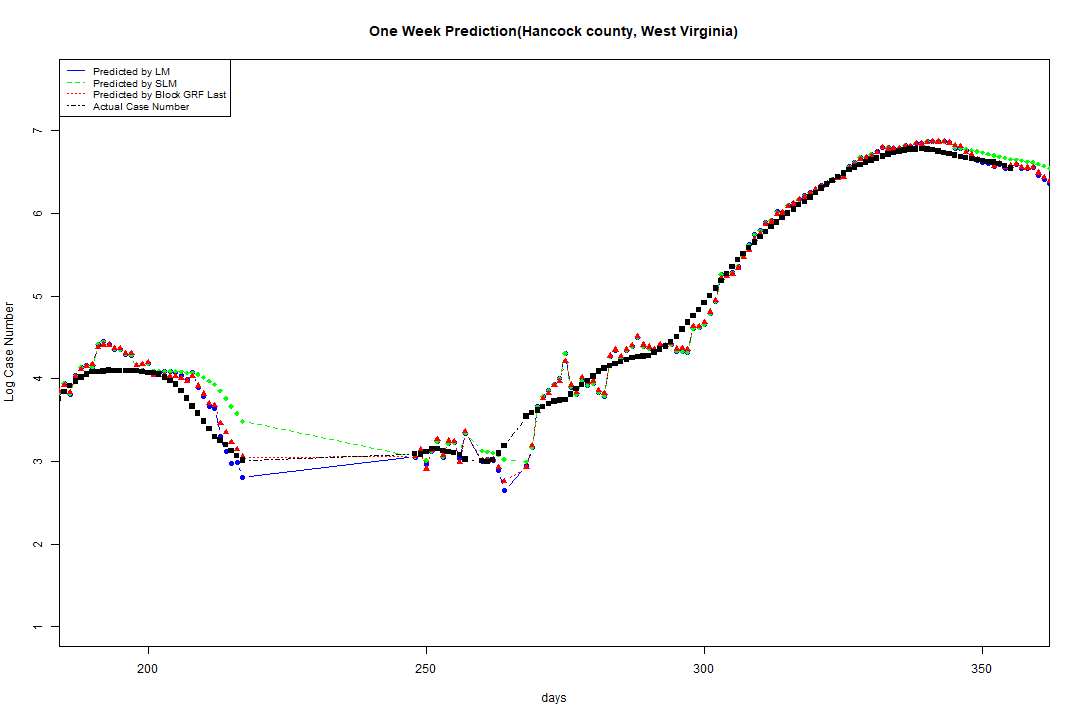 One Week Prediction(Hancock county, West Virginia)
Predicted by LM
Predicted by SLM
Predicted by Block GRF Last
Actual Case Number
Log Case Number
7
6
5
4
3
2
1
200 250 300 350
days